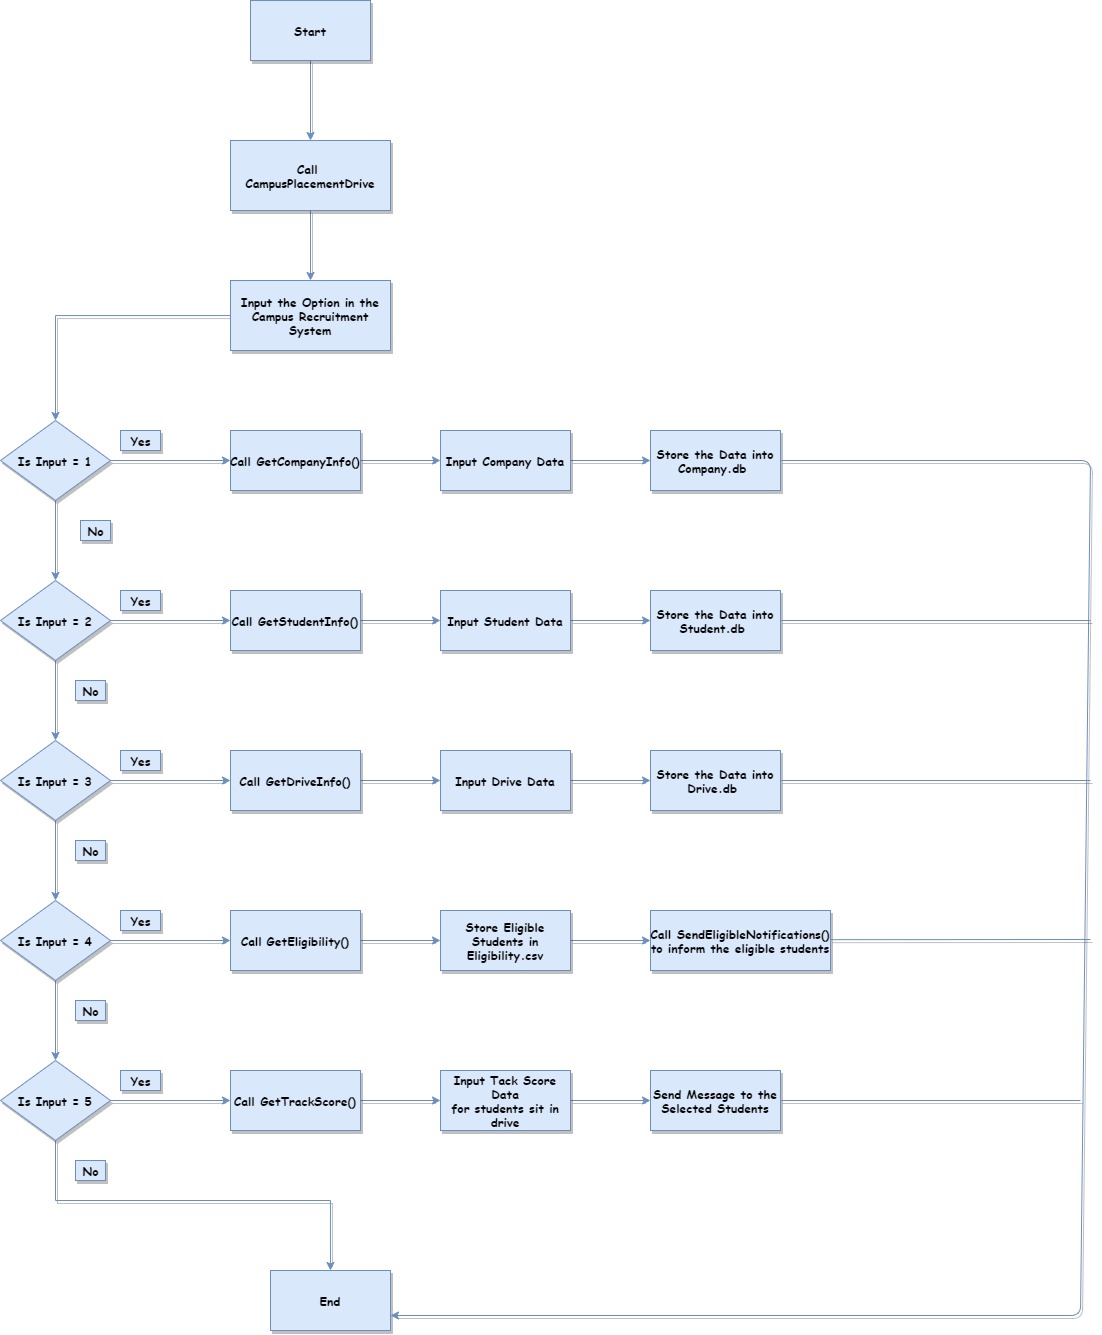 Start
Call
CampusPlacementDrive
Input the Option in the
Campus Recruitment
System
Is Input = 1
Yes
Call GetCompanyInfo()
Input Company Data
Store the Data into
Company.db
No
Is Input = 2
Yes
Call GetStudentInfo()
Input Student Data
Store the Data into
Student.db
No
Is Input = 3
Yes
Call GetDriveInfo()
Input Drive Data
Store the Data into
Drive.db
No
Is Input = 4
Yes
Call GetEligibility()
Store Eligible
Students in
Eligibility.csv
Call SendEligibleNotifications()
to inform the eligible students
No
Is Input = 5
Yes
Call GetTrackScore()
Input Tack Score
Data
for students sit in
drive
Send Message to the
Selected Students
No
End